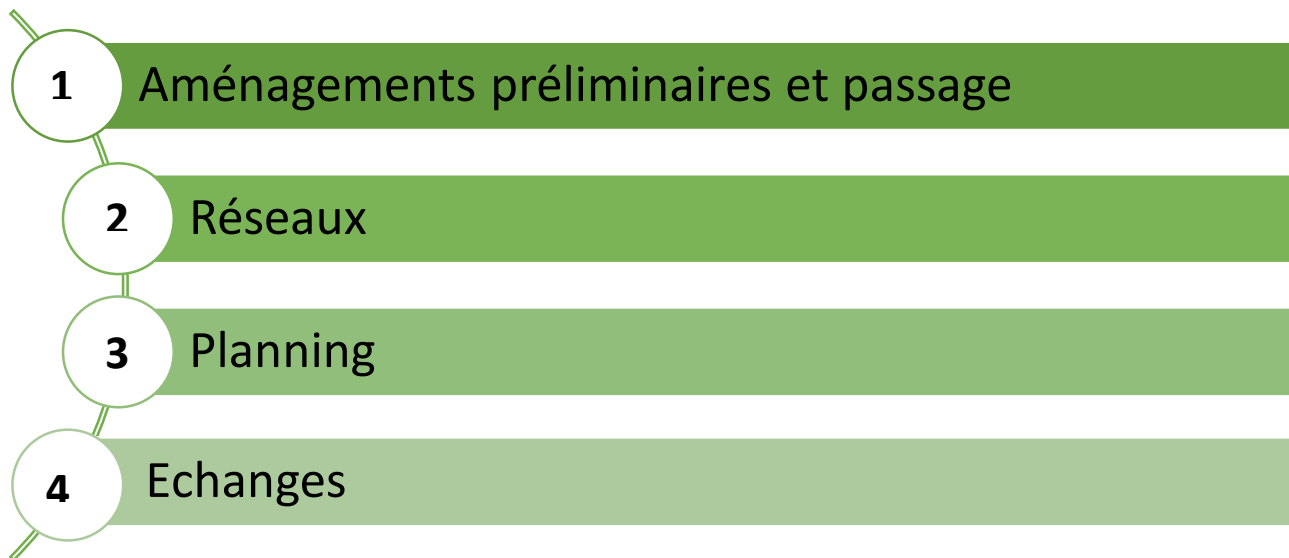 1 Aménagements préliminaires et passage
2 Réseaux
3 Planning
4 Echanges